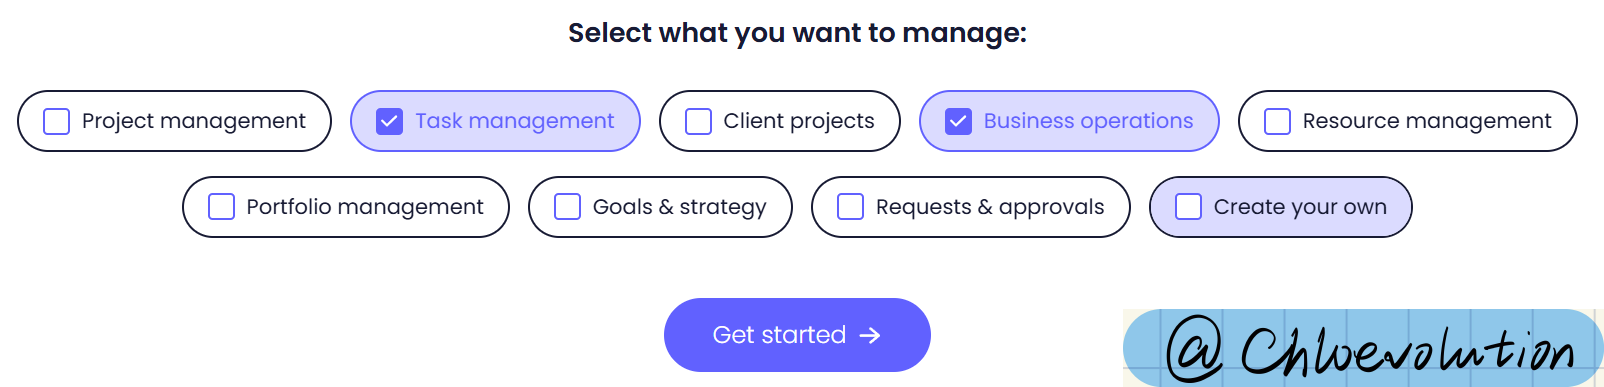 Select what you want to manage:
Project management Task management Client projects Business operations Resource management
Portfolio management Goals & strategy Requests & approvals Create your own
Get started →
@Chloevolution